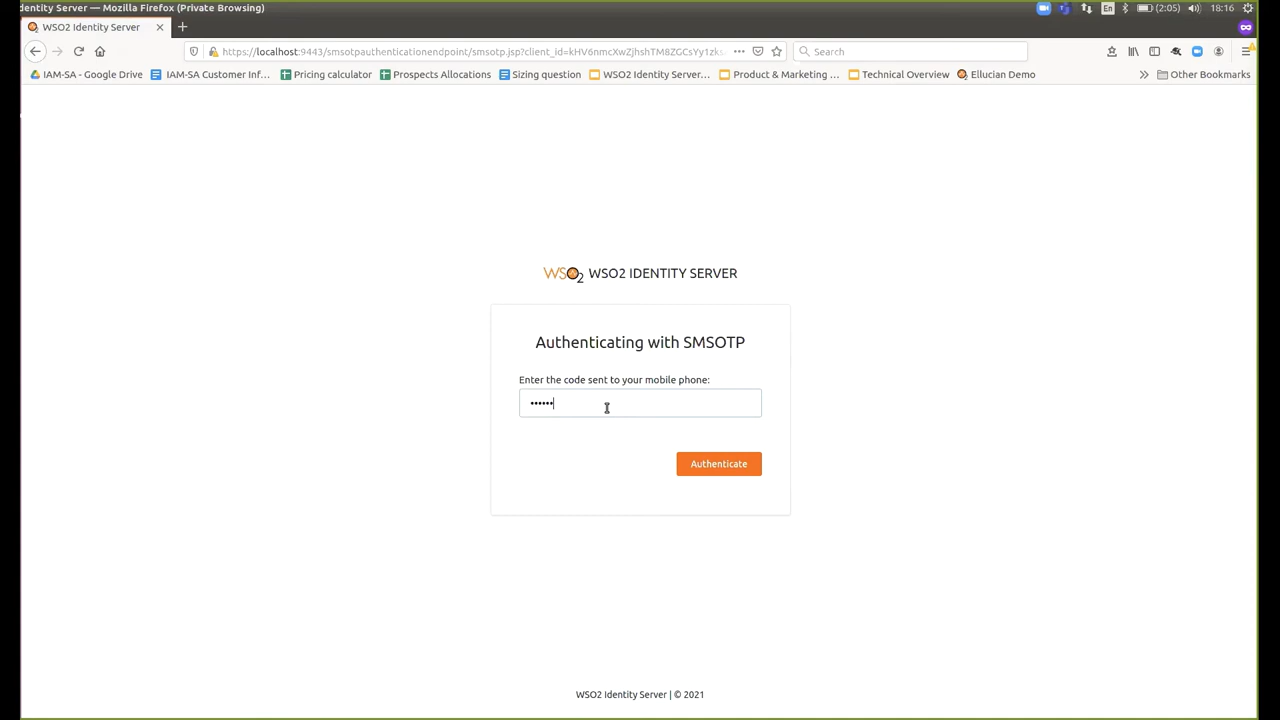 dentity Server — Mozilla Firefox (Private Browsing)
En
(2:05)
18:16
WSO2 Identity Server
https://localhost:9443/smsotpauthenticationendpoint/smsotp.jsp?client_id=kHV6nmcXwZjhshTM8ZGCsYy1zks
Search
IAM-SA - Google Drive
IAM-SA Customer Inf...
Pricing calculator
Prospects Allocations
Sizing question
WSO2 Identity Server...
Product & Marketing ...
Technical Overview
Ellucian Demo
Other Bookmarks
WSO2 WSO2 IDENTITY SERVER
Authenticating with SMSOTP
Enter the code sent to your mobile phone:
••••••
Authenticate
WSO2 Identity Server | © 2021